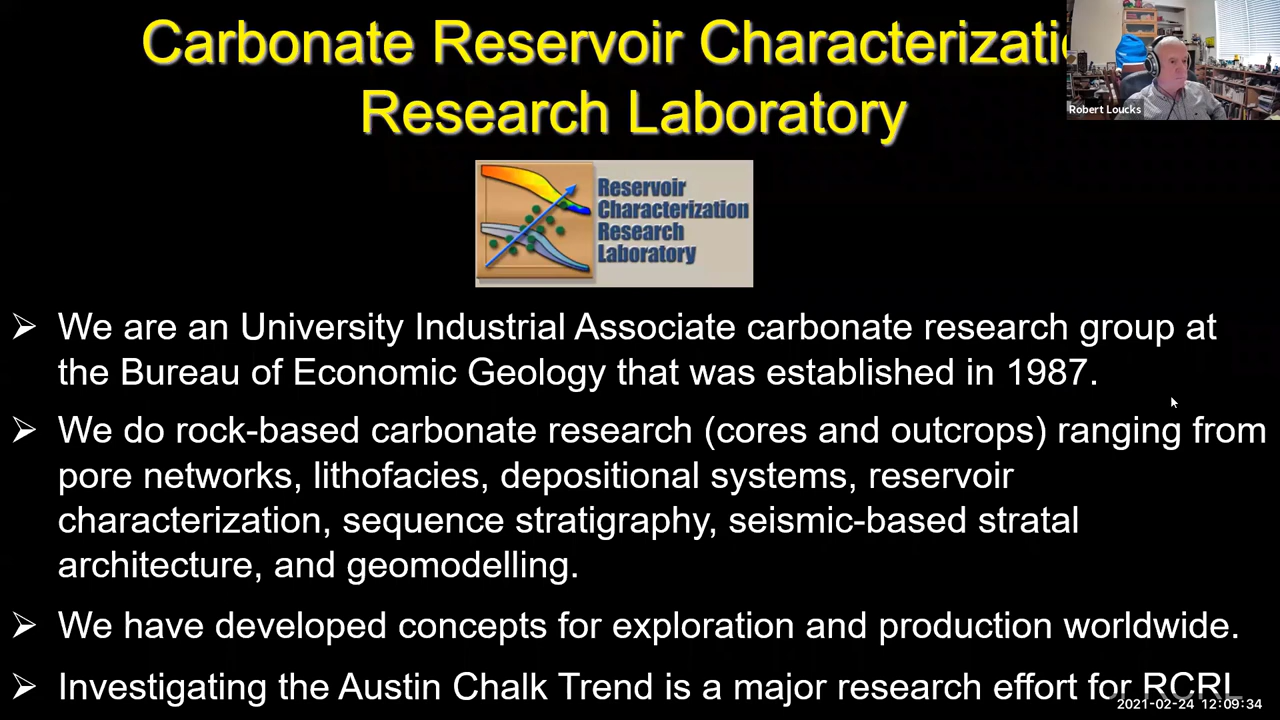 Carbonate Reservoir Characterizatio
Research Laboratory
Robert Loucks
Reservoir
Characterization
Research
Laboratory
➢ We are an University Industrial Associate carbonate research group at
the Bureau of Economic Geology that was established in 1987.
➢ We do rock-based carbonate research (cores and outcrops) ranging from
pore networks, lithofacies, depositional systems, reservoir
characterization, sequence stratigraphy, seismic-based stratal
architecture, and geomodelling.
➢ We have developed concepts for exploration and production worldwide.
➢ Investigating the Austin Chalk Trend is a major research effort for RCRL
2021-02-24 12:09:34